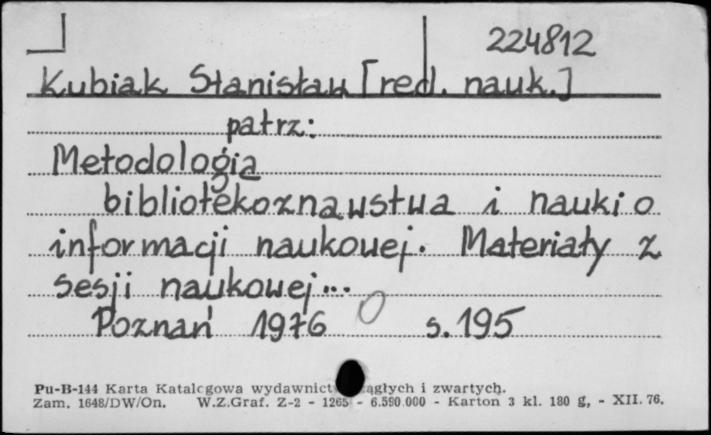 224812
Kubiak Stanisław [red. nauk.]
patrz:
Metodologia
bibliotekoznawstwa i nauki o
informacji naukowej. Materiały z
sesji naukowej...
Poznań 1976 s. 195
Pu-B-144 Karta Katalogowa wydawnict ągłych i zwartych.
Zam. 1648/DW/On. W.Z.Graf. Z-2 - 1265 - 6.590.000 - Karton 3 kl. 180 g, - XII. 76.